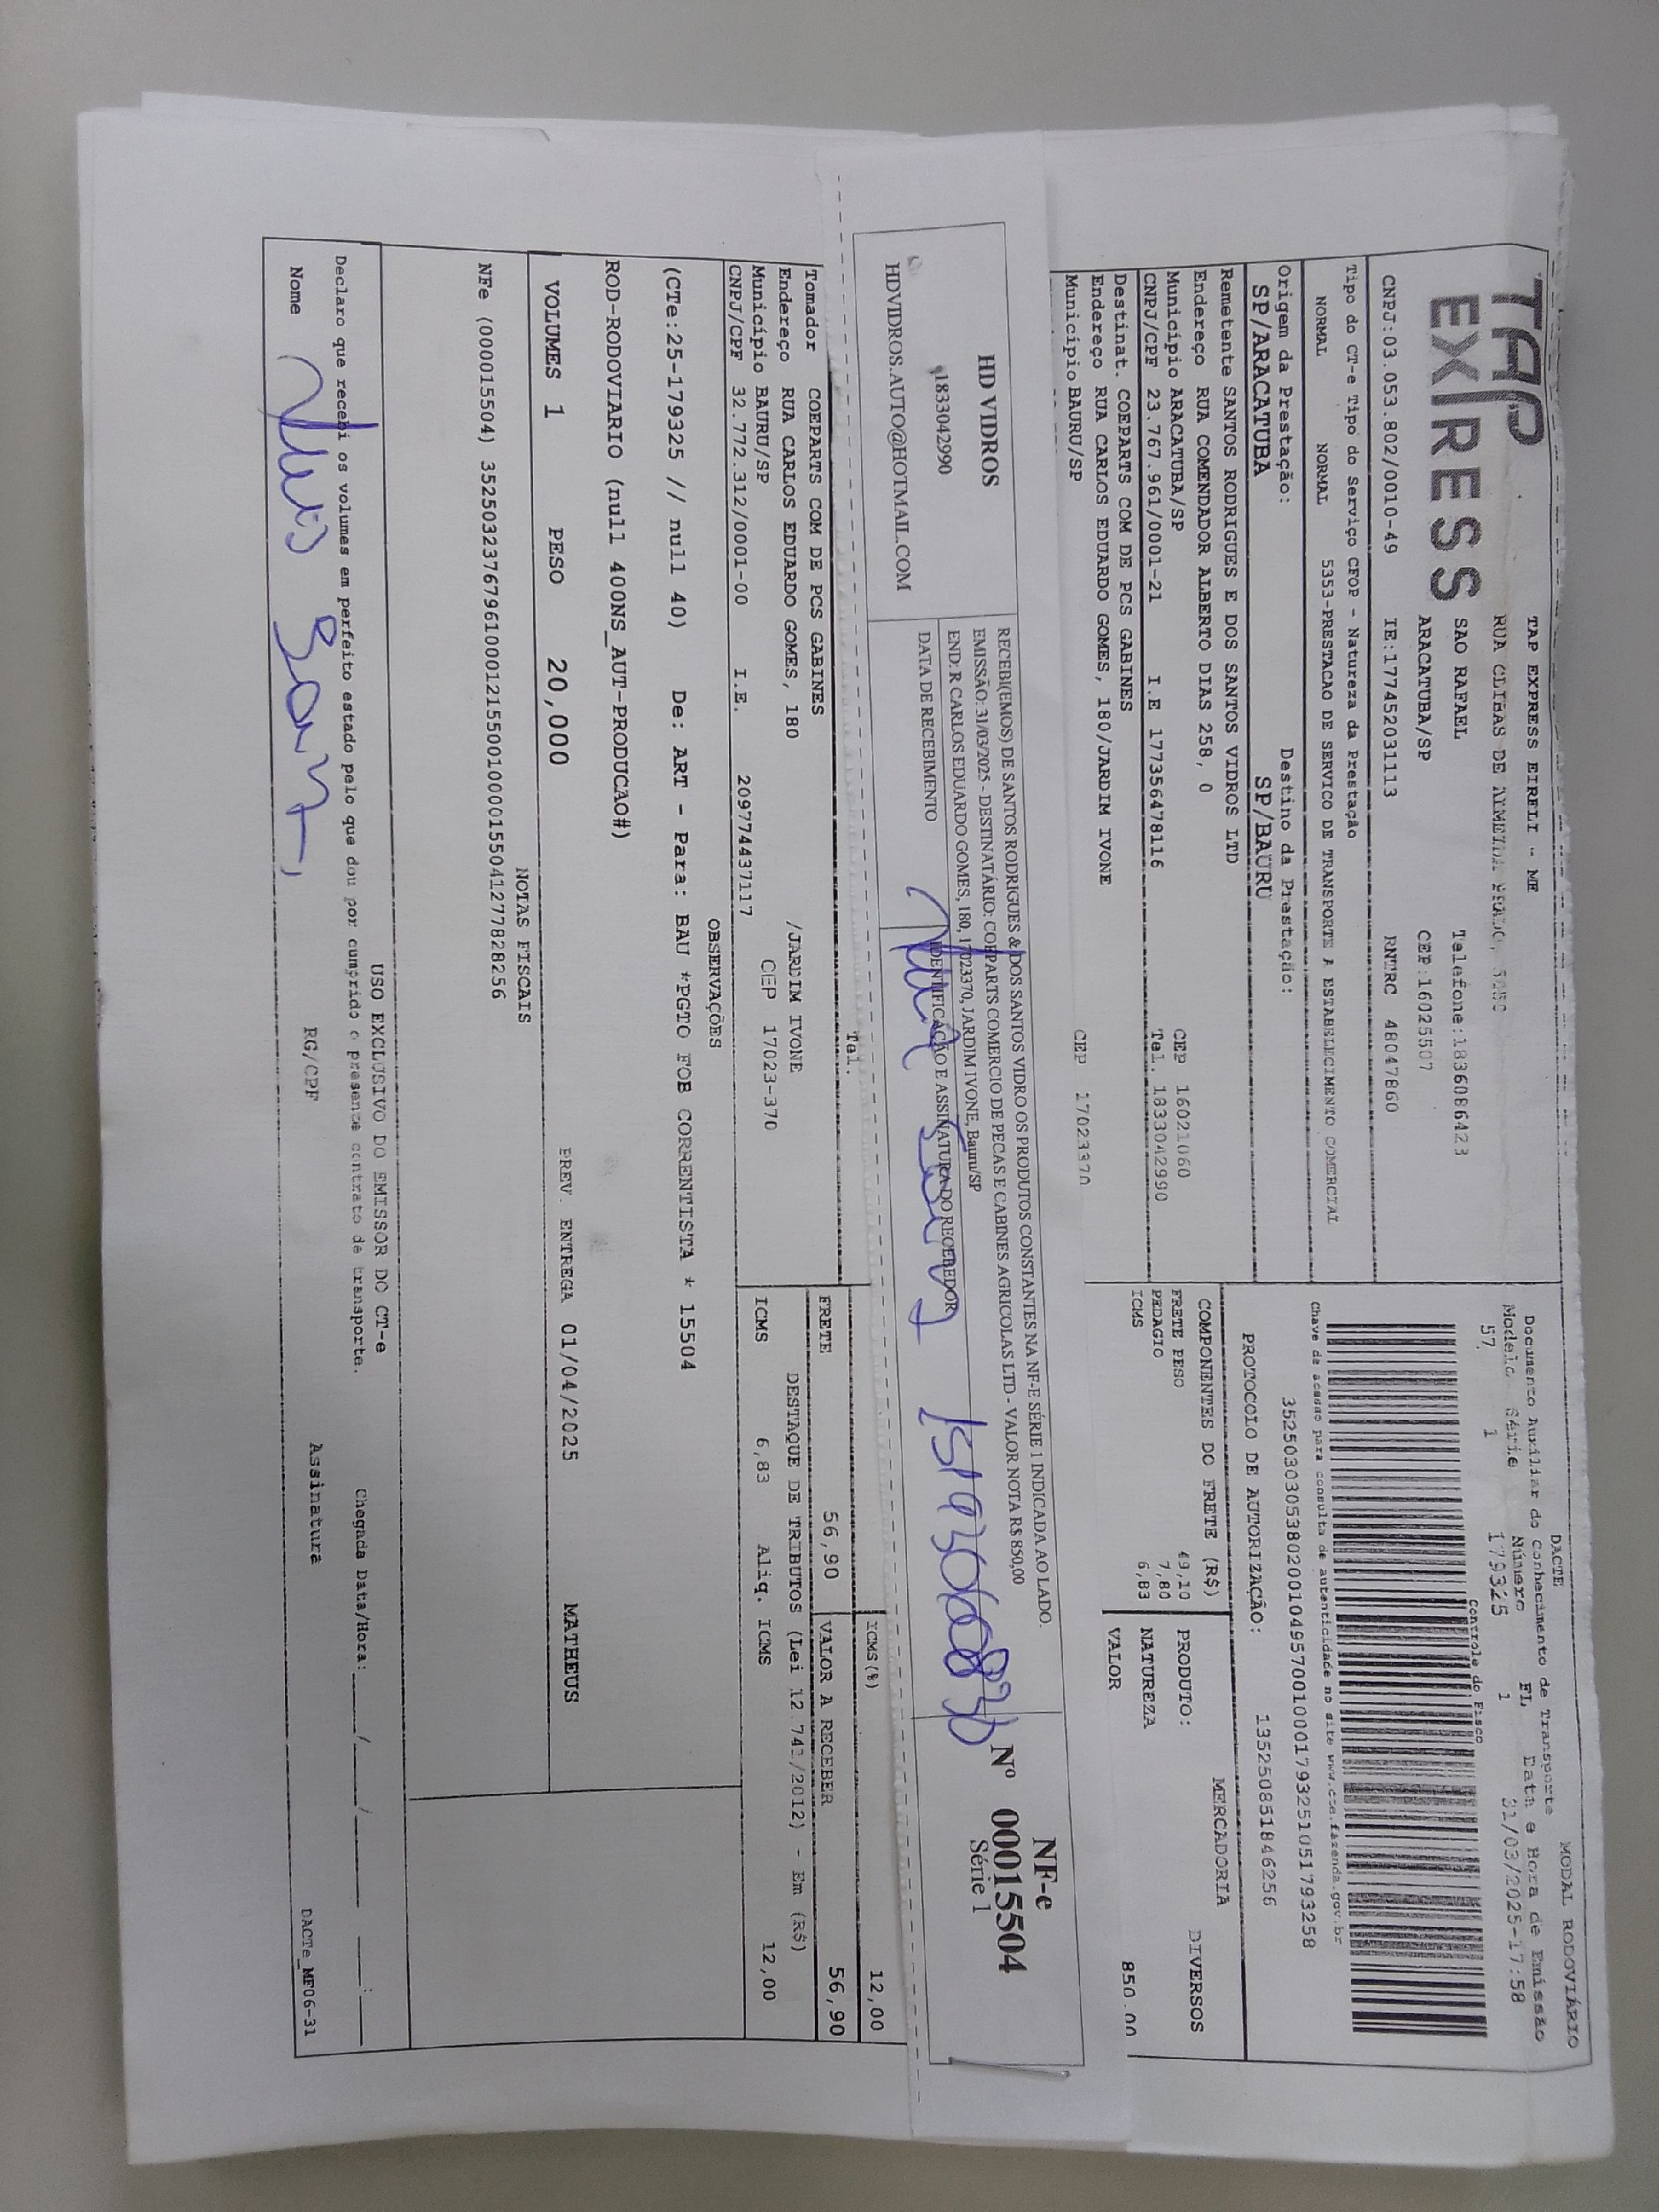 TAP EXPRESS
TAP EXPRESS EIRELI - ME
SAO RAFAEL Telefone:1836086423
ARACATUBA/SP CEP:16025507
CNPJ:03.053.802/0010-49 IE:177452031113 RNTRC 48047860
Tipo do CT-e Tipo do Serviço CFOP - Natureza da Prestação
NORMAL NORMAL 5353-PRESTACAO DE SERVICO DE TRANSPORTE A ESTABELECIMENTO COMERCIAL
Origem da Prestação: Destino da Prestação:
SP/ARACATUBA SP/BAURU
Remetente SANTOS RODRIGUES E DOS SANTOS VIDROS LTD
Endereço RUA COMENDADOR ALBERTO DIAS 258, 0
Município ARACATUBA/SP CEP 16021060
CNPJ/CPF 23.767.961/0001-21 I.E 177356478116 Tel. 1833042990
Destinat. COEPARTS COM DE PCS GABINES
Endereço RUA CARLOS EDUARDO GOMES, 180/JARDIM IVONE
Município BAURU/SP CEP 17023370
MODAL RODOVIÁRIO
DACTE
Documento Auxiliar do Conhecimento de Transporte
Modelo Série Número FL Data e Hora de Emissão
57 1 179325 1 31/03/2025-17:58
Controle do Fisco
Chave de acesso para consulta de autenticidade no site www.cte.fazenda.gov.br
35250303053802001049570010001793251051793258
PROTOCOLO DE AUTORIZAÇÃO: 135250851846256
COMPONENTES DO FRETE (R$) MERCADORIA
FRETE PESO 49,10 PRODUTO: DIVERSOS
PEDAGIO 7,80 NATUREZA
ICMS 6,83 VALOR 850.00
HD VIDROS
1833042990
HDVIDROS.AUTO@HOTMAIL.COM
RECEBI(EMOS) DE SANTOS RODRIGUES & DOS SANTOS VIDRO OS PRODUTOS CONSTANTES NA NF-E SÉRIE 1 INDICADA AO LADO.
EMISSÃO: 31/03/2025 - DESTINATÁRIO: COEPARTS COMERCIO DE PECAS E CABINES AGRICOLAS LTD - VALOR NOTA R$ 850,00
END: R CARLOS EDUARDO GOMES, 180, 17023370, JARDIM IVONE, Bauru/SP
DATA DE RECEBIMENTO IDENTIFICAÇÃO E ASSINATURA DO RECEBEDOR
NF-e
Nº 00015504
Série 1
Tel.
ICMS(%) 12,00
Tomador COEPARTS COM DE PCS GABINES
Endereço RUA CARLOS EDUARDO GOMES, 180 /JARDIM IVONE
Município BAURU/SP CEP 17023-370
CNPJ/CPF 32.772.312/0001-00 I.E. 209774437117
FRETE 56,90 VALOR A RECEBER 56,90
DESTAQUE DE TRIBUTOS (Lei 12.741/2012) - Em (R$)
ICMS 6,83 Aliq. ICMS 12,00
OBSERVAÇÕES
(CTe:25-179325 // null 40) De: ART - Para: BAU *PGTO FOB CORRENTISTA * 15504
ROD-RODOVIARIO (null 400NS_AUT-PRODUCAO#)
VOLUMES 1 PESO 20,000 PREV. ENTREGA 01/04/2025 MATHEUS
NOTAS FISCAIS
NFe (000015504) 35250323767961000121550010000155041277828256
USO EXCLUSIVO DO EMISSOR DO CT-e
Declaro que recebi os volumes em perfeito estado pelo que dou por cumprido o presente contrato de transporte. Chegada Data/Hora:____/____/____ ____:____
Nome RG/CPF Assinatura DACTe_MF06-31